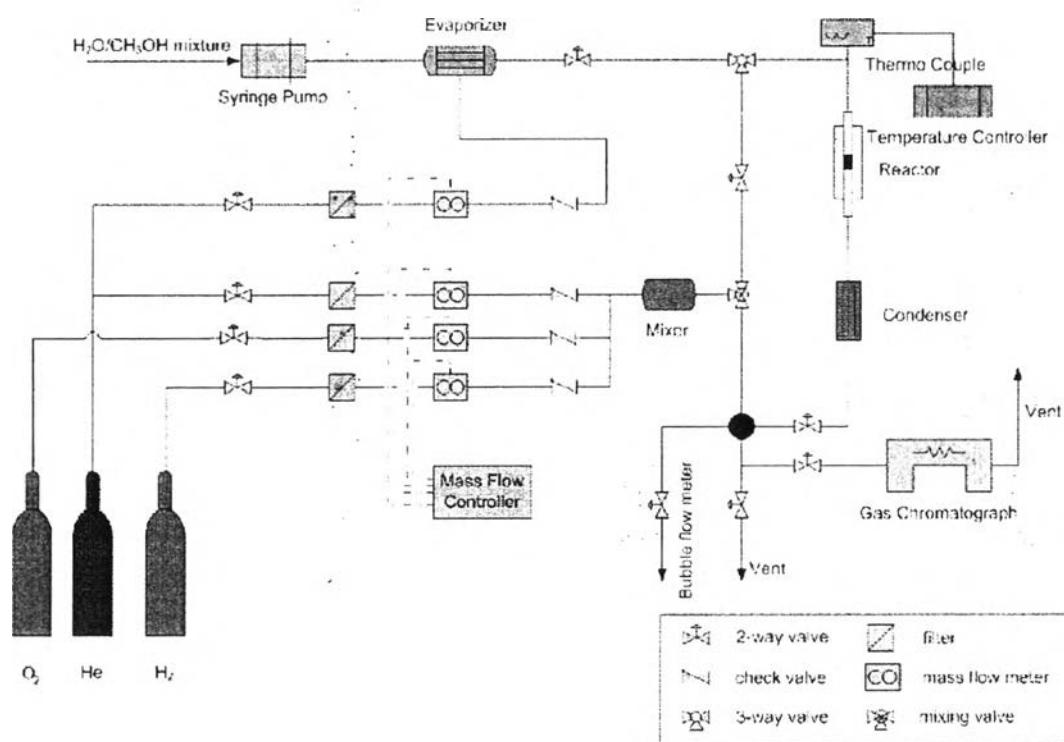 Evaporizer
H₂O/CH₃OH mixture
Syringe Pump
Thermo Couple
Temperature Controller
Reactor
Mixer
Condenser
Vent
Mass Flow
Controller
Gas Chromatograph
Bubble flow meter
Vent
O₂
He
H₂
2-way valve
filter
check valve
mass flow meter
3-way valve
mixing valve